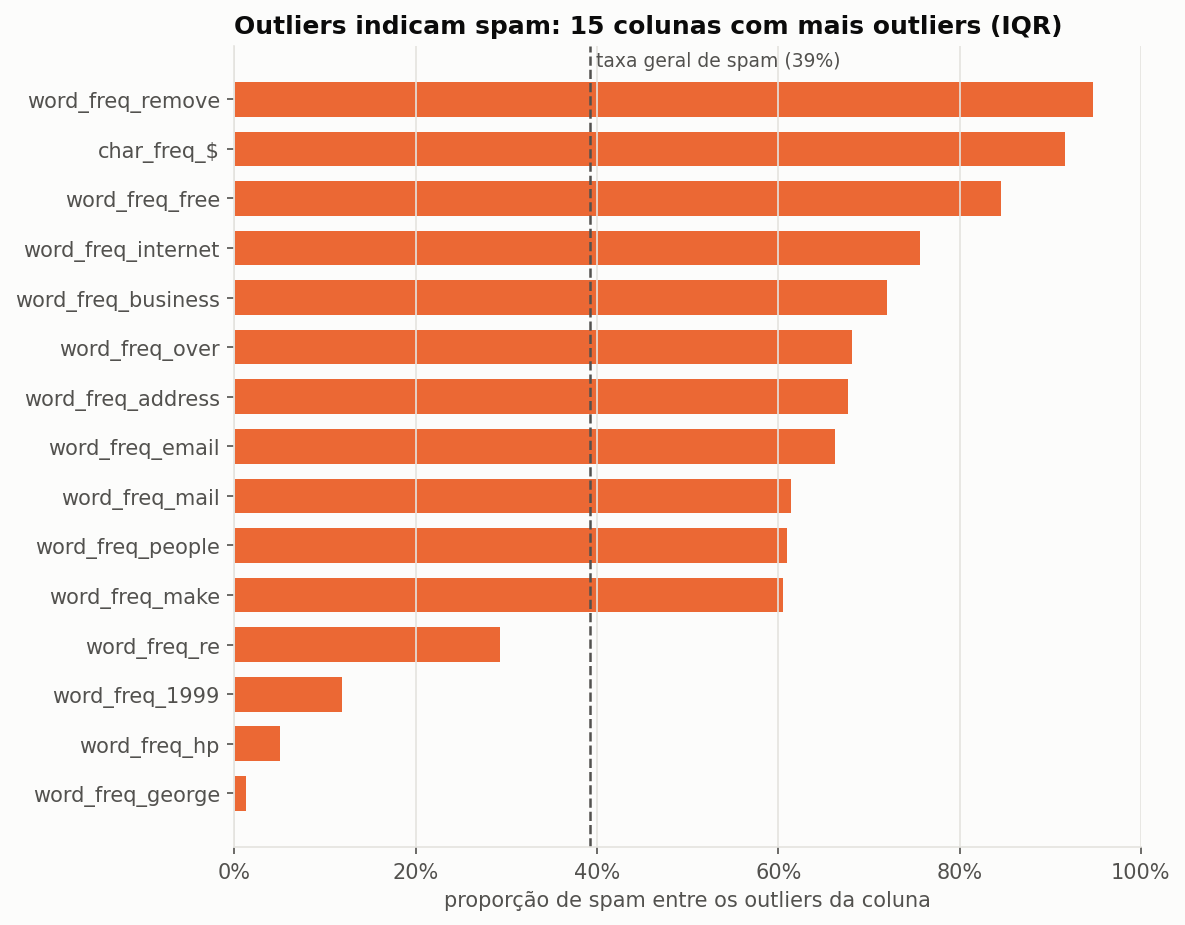 Outliers indicam spam: 15 colunas com mais outliers (IQR)
taxa geral de spam (39%)
word_freq_remove
char_freq_$
word_freq_free
word_freq_internet
word_freq_business
word_freq_over
word_freq_address
word_freq_email
word_freq_mail
word_freq_people
word_freq_make
word_freq_re
word_freq_1999
word_freq_hp
word_freq_george
0% 20% 40% 60% 80% 100%
proporção de spam entre os outliers da coluna